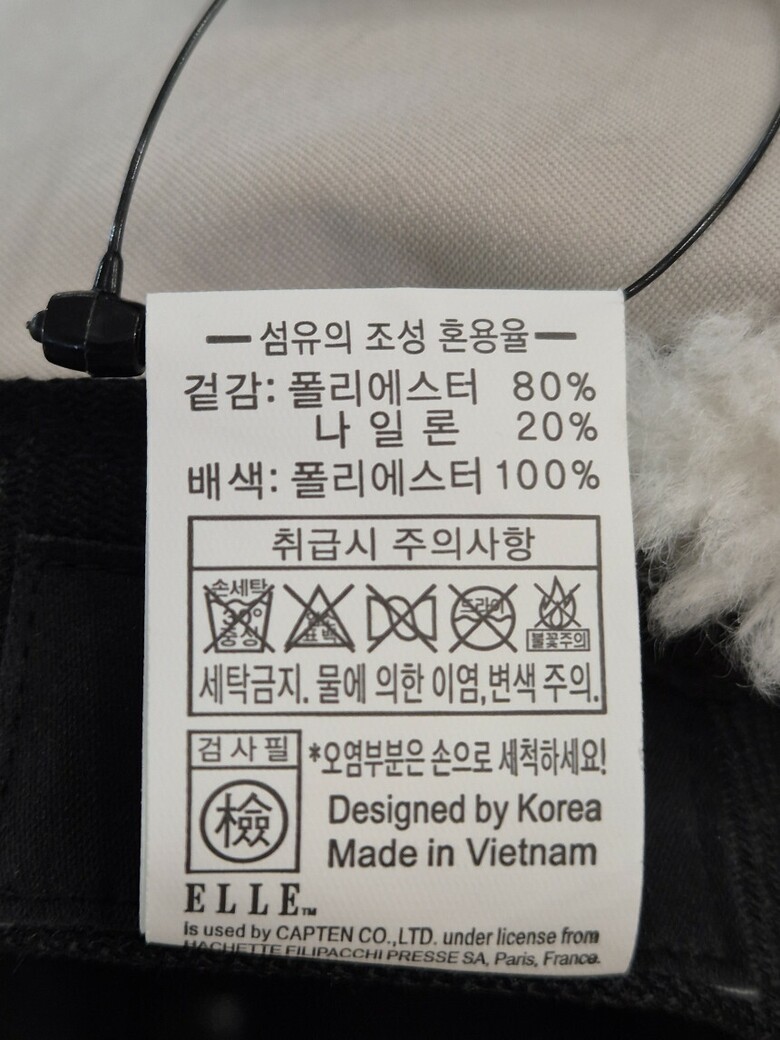 섬유의 조성 혼용율
겉감: 폴리에스터 80%
나 일 론 20%
배색: 폴리에스터 100%
취급시 주의사항
손세탁
30°
중성
표백
드라이
불꽃주의
세탁금지. 물에 의한 이염,변색 주의.
검 사 필
檢
*오염부분은 손으로 세척하세요!
Designed by Korea
Made in Vietnam
ELLE™
is used by CAPTEN CO.,LTD. under license from
HACHETTE FILIPACCHI PRESSE SA, Paris, France.